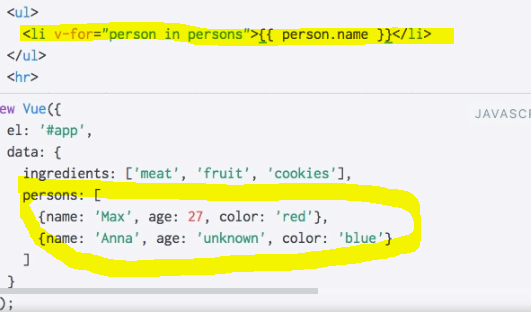 <ul>
<li v-for="person in persons">{{ person.name }}</li>
</ul>
<hr>
ew Vue({
JAVASCR
el: '#app',
data: {
ingredients: ['meat', 'fruit', 'cookies'],
persons: [
{name: 'Max', age: 27, color: 'red'},
{name: 'Anna', age: 'unknown', color: 'blue'}
]
}
);